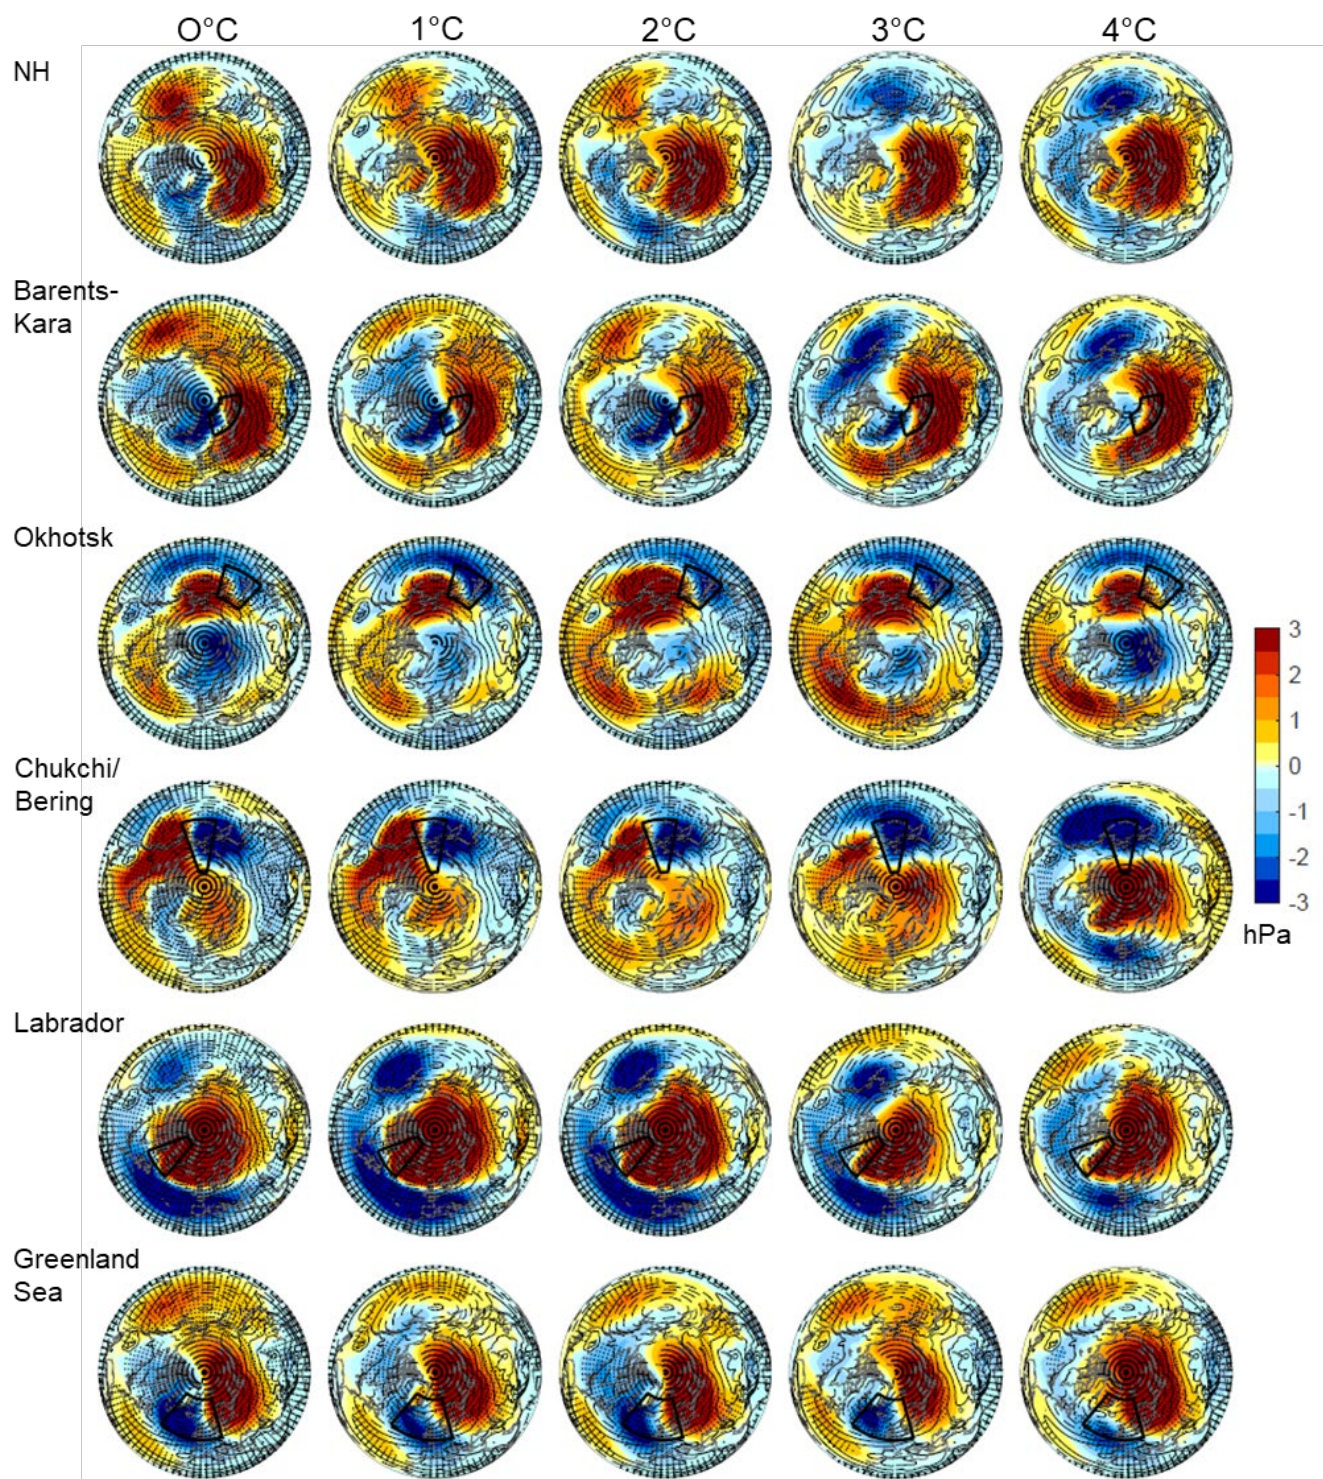 O°C 1°C 2°C 3°C 4°C
NH
Barents-
Kara
Okhotsk
3
2
1
0
-1
-2
-3
hPa
Chukchi/
Bering
Labrador
Greenland
Sea